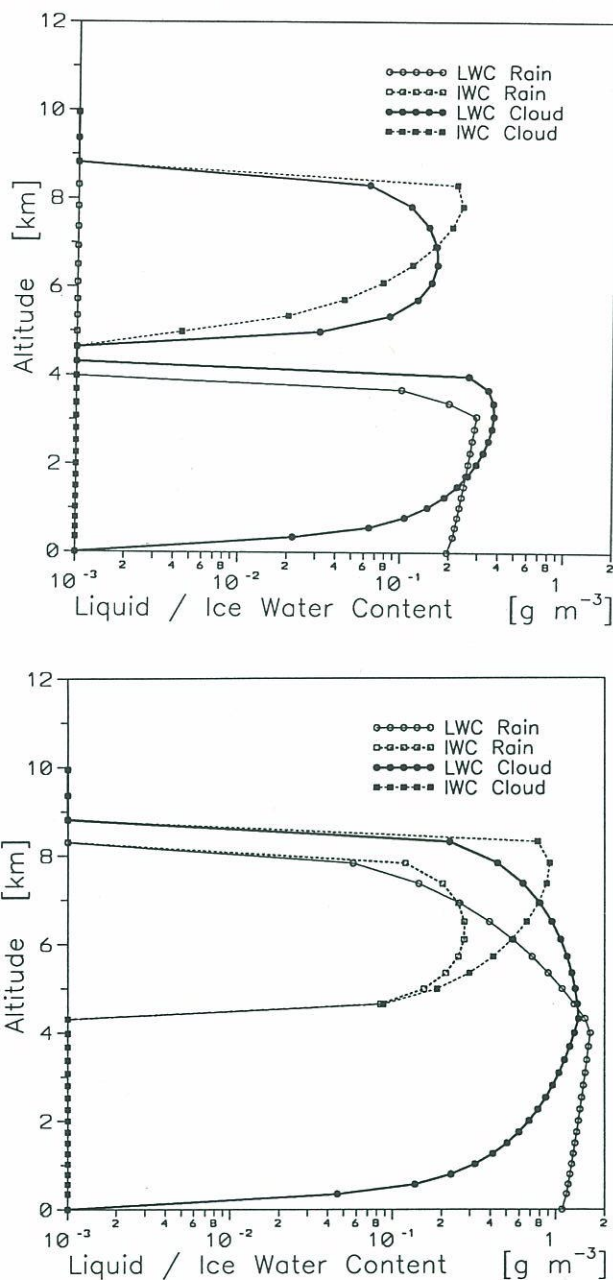 12
10
8
6
4
2
0
Altitude [km]
LWC Rain
IWC Rain
LWC Cloud
IWC Cloud
10⁻³ 2 4 6 8 10⁻² 2 4 6 8 10⁻¹ 2 4 6 8 1 2
Liquid / Ice Water Content [g m⁻³]
12
10
8
6
4
2
0
Altitude [km]
LWC Rain
IWC Rain
LWC Cloud
IWC Cloud
10⁻³ 2 4 6 8 10⁻² 2 4 6 8 10⁻¹ 2 4 6 8 1 2
Liquid / Ice Water Content [g m⁻³]